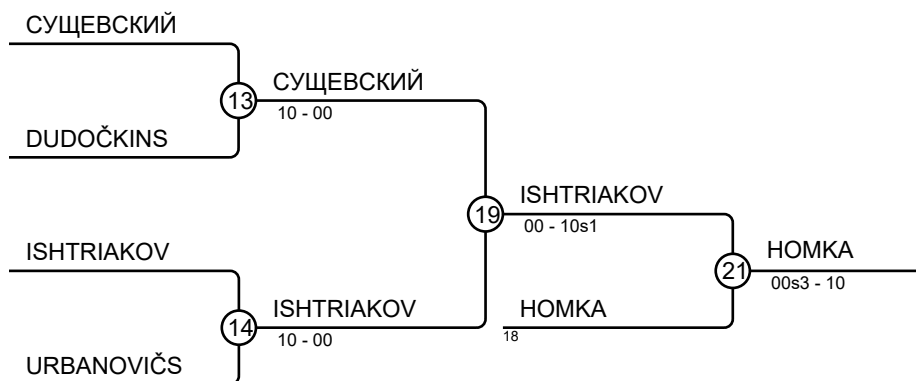 СУЩЕВСКИЙ
13
СУЩЕВСКИЙ
10 - 00
DUDOČKINS
19
ISHTRIAKOV
00 - 10s1
ISHTRIAKOV
21
HOMKA
00s3 - 10
14
ISHTRIAKOV
10 - 00
HOMKA
18
URBANOVIČS